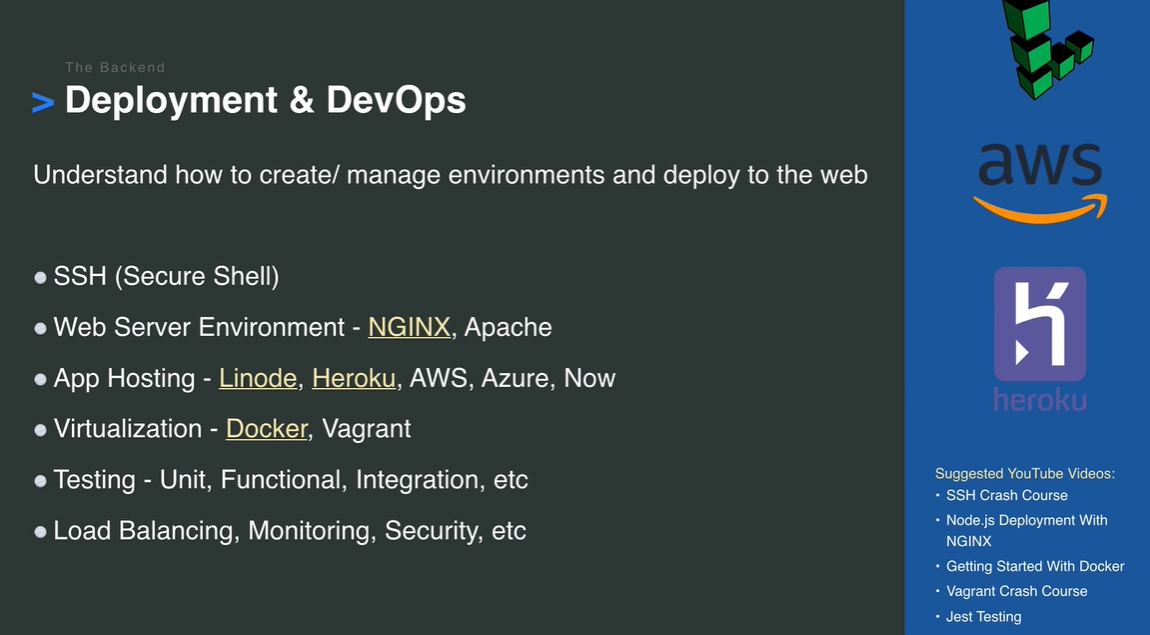 The Backend
> Deployment & DevOps
Understand how to create/ manage environments and deploy to the web
• SSH (Secure Shell)
• Web Server Environment - NGINX, Apache
• App Hosting - Linode, Heroku, AWS, Azure, Now
• Virtualization - Docker, Vagrant
• Testing - Unit, Functional, Integration, etc
• Load Balancing, Monitoring, Security, etc
aws
heroku
Suggested YouTube Videos:
• SSH Crash Course
• Node.js Deployment With
NGINX
• Getting Started With Docker
• Vagrant Crash Course
• Jest Testing